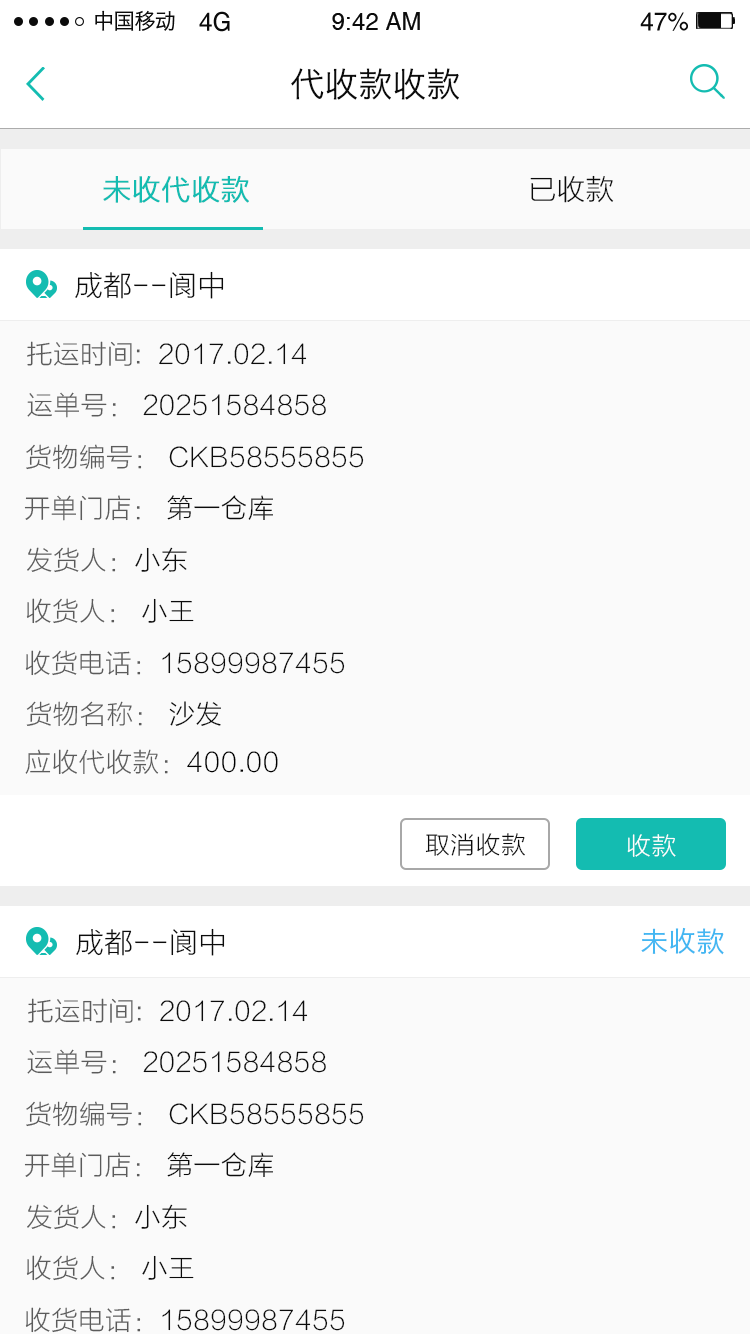 中国移动 4G 9:42 AM 47%
代收款收款
未收代收款 已收款
成都--阆中
托运时间: 2017.02.14
运单号： 20251584858
货物编号： CKB58555855
开单门店： 第一仓库
发货人：小东
收货人： 小王
收货电话：15899987455
货物名称： 沙发
应收代收款：400.00
取消收款 收款
成都--阆中 未收款
托运时间: 2017.02.14
运单号： 20251584858
货物编号： CKB58555855
开单门店： 第一仓库
发货人：小东
收货人： 小王
收货电话：15899987455